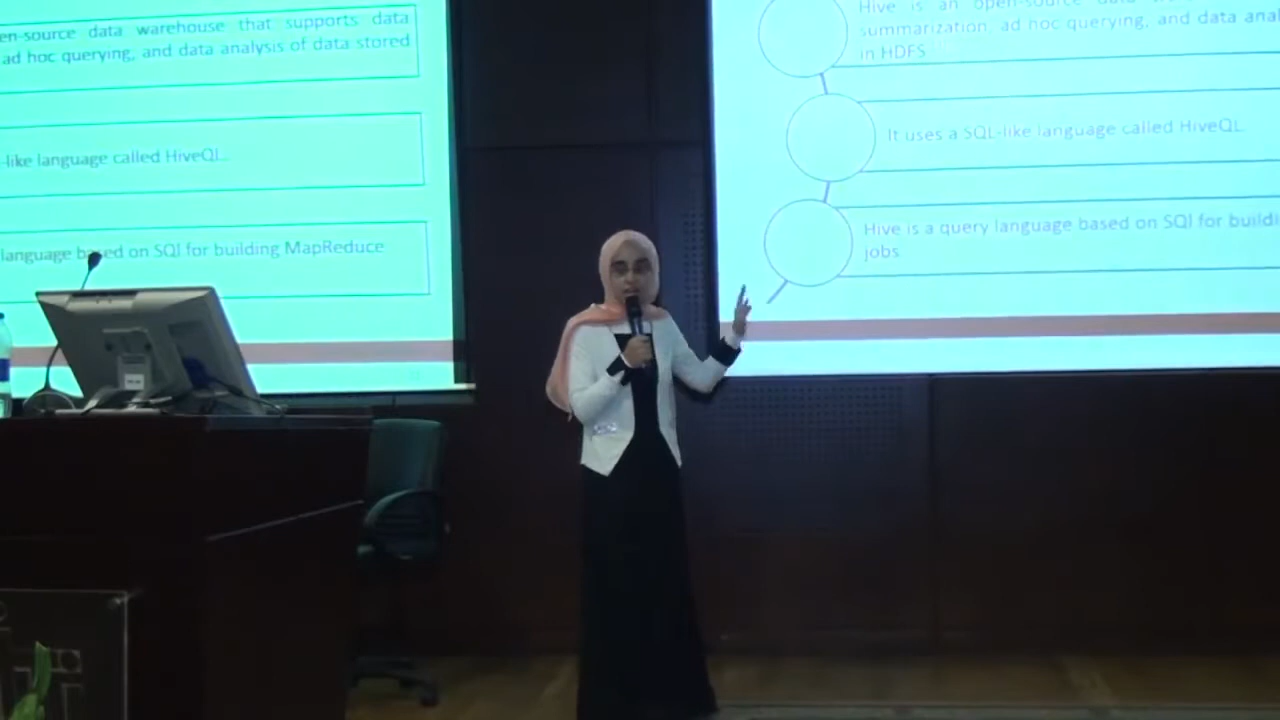 en-source data warehouse that supports data
ad hoc querying, and data analysis of data stored
-like language called HiveQL.
language based on SQl for building MapReduce
Hive is an open-source data
summarization, ad hoc querying, and data anal
in HDFS
It uses a SQL-like language called HiveQL.
Hive is a query language based on SQl for buildi
jobs